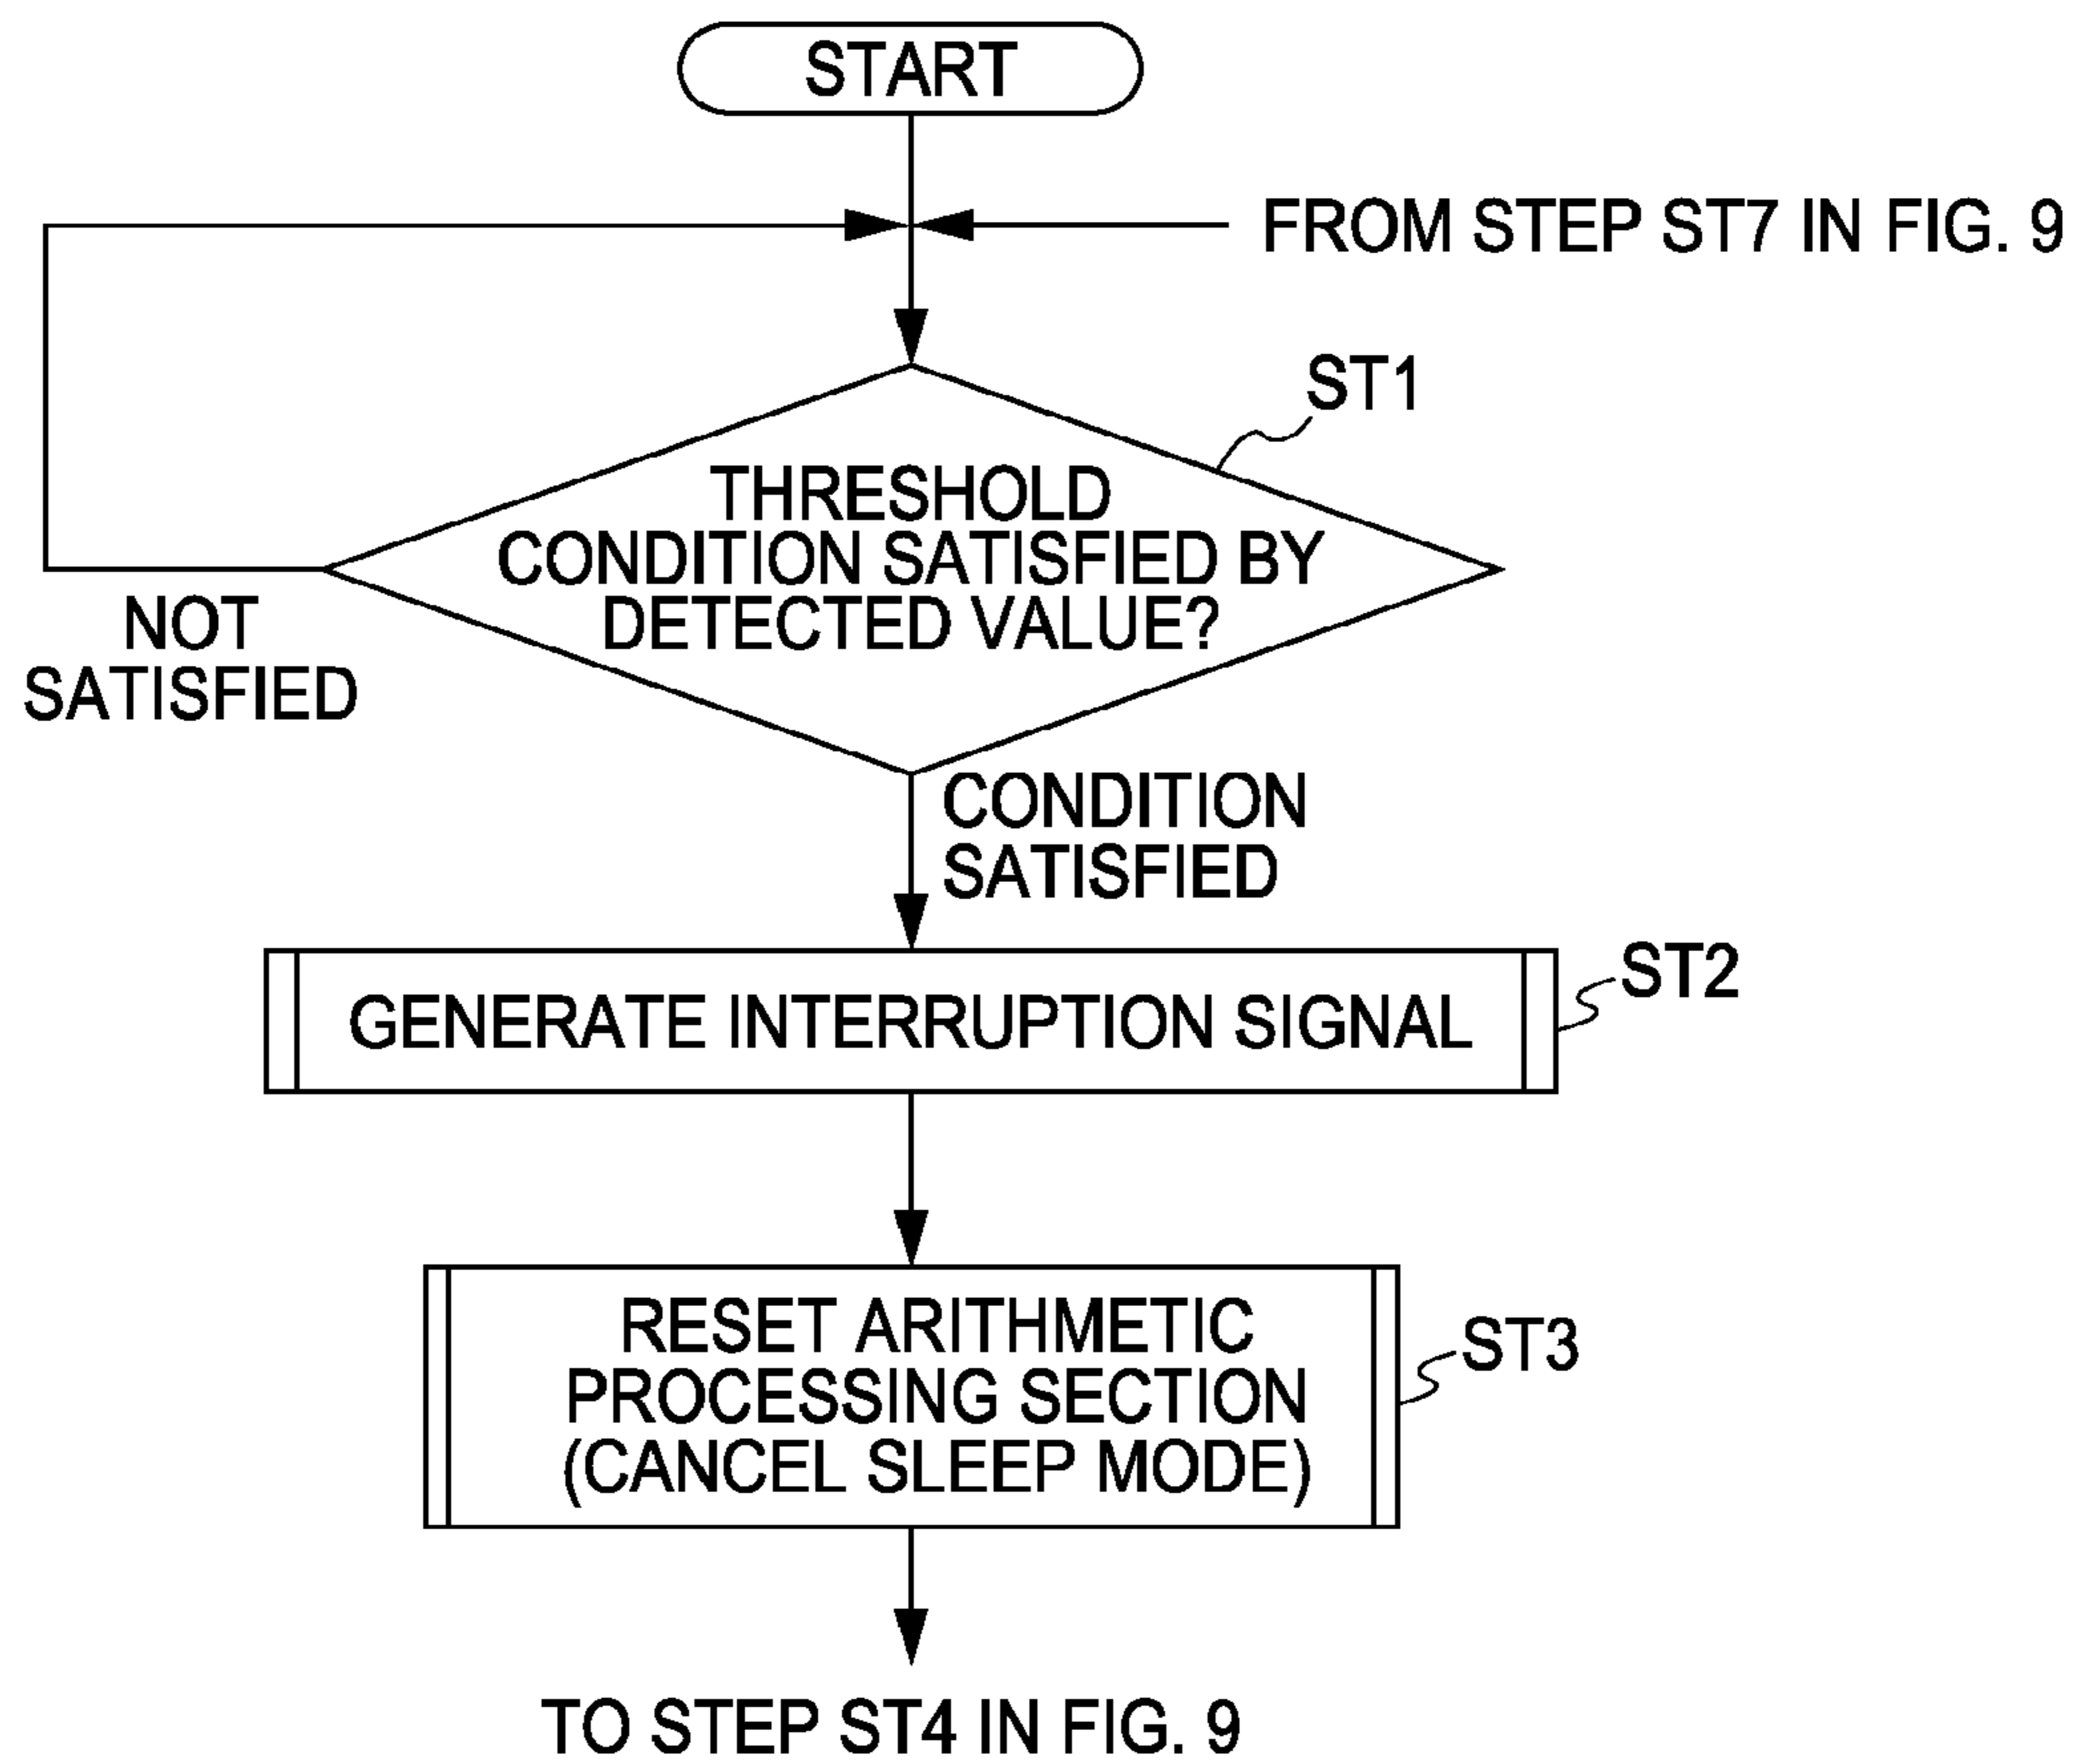 START
FROM STEP ST7 IN FIG. 9
ST1
THRESHOLD
CONDITION SATISFIED BY
DETECTED VALUE?
NOT
SATISFIED
CONDITION
SATISFIED
ST2
GENERATE INTERRUPTION SIGNAL
RESET ARITHMETIC
PROCESSING SECTION
(CANCEL SLEEP MODE)
ST3
TO STEP ST4 IN FIG. 9